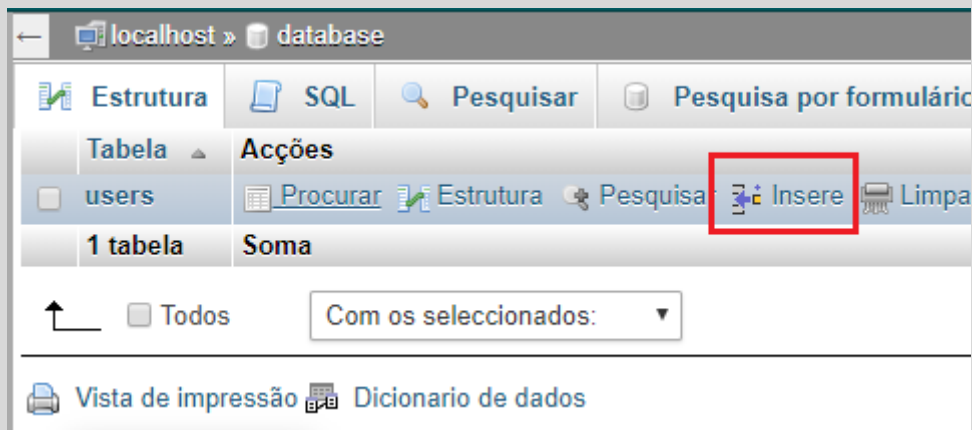 localhost » database
Estrutura SQL Pesquisar Pesquisa por formulário
Tabela Acções
users Procurar Estrutura Pesquisar Insere Limpa
1 tabela Soma
Todos Com os seleccionados:
Vista de impressão Dicionario de dados